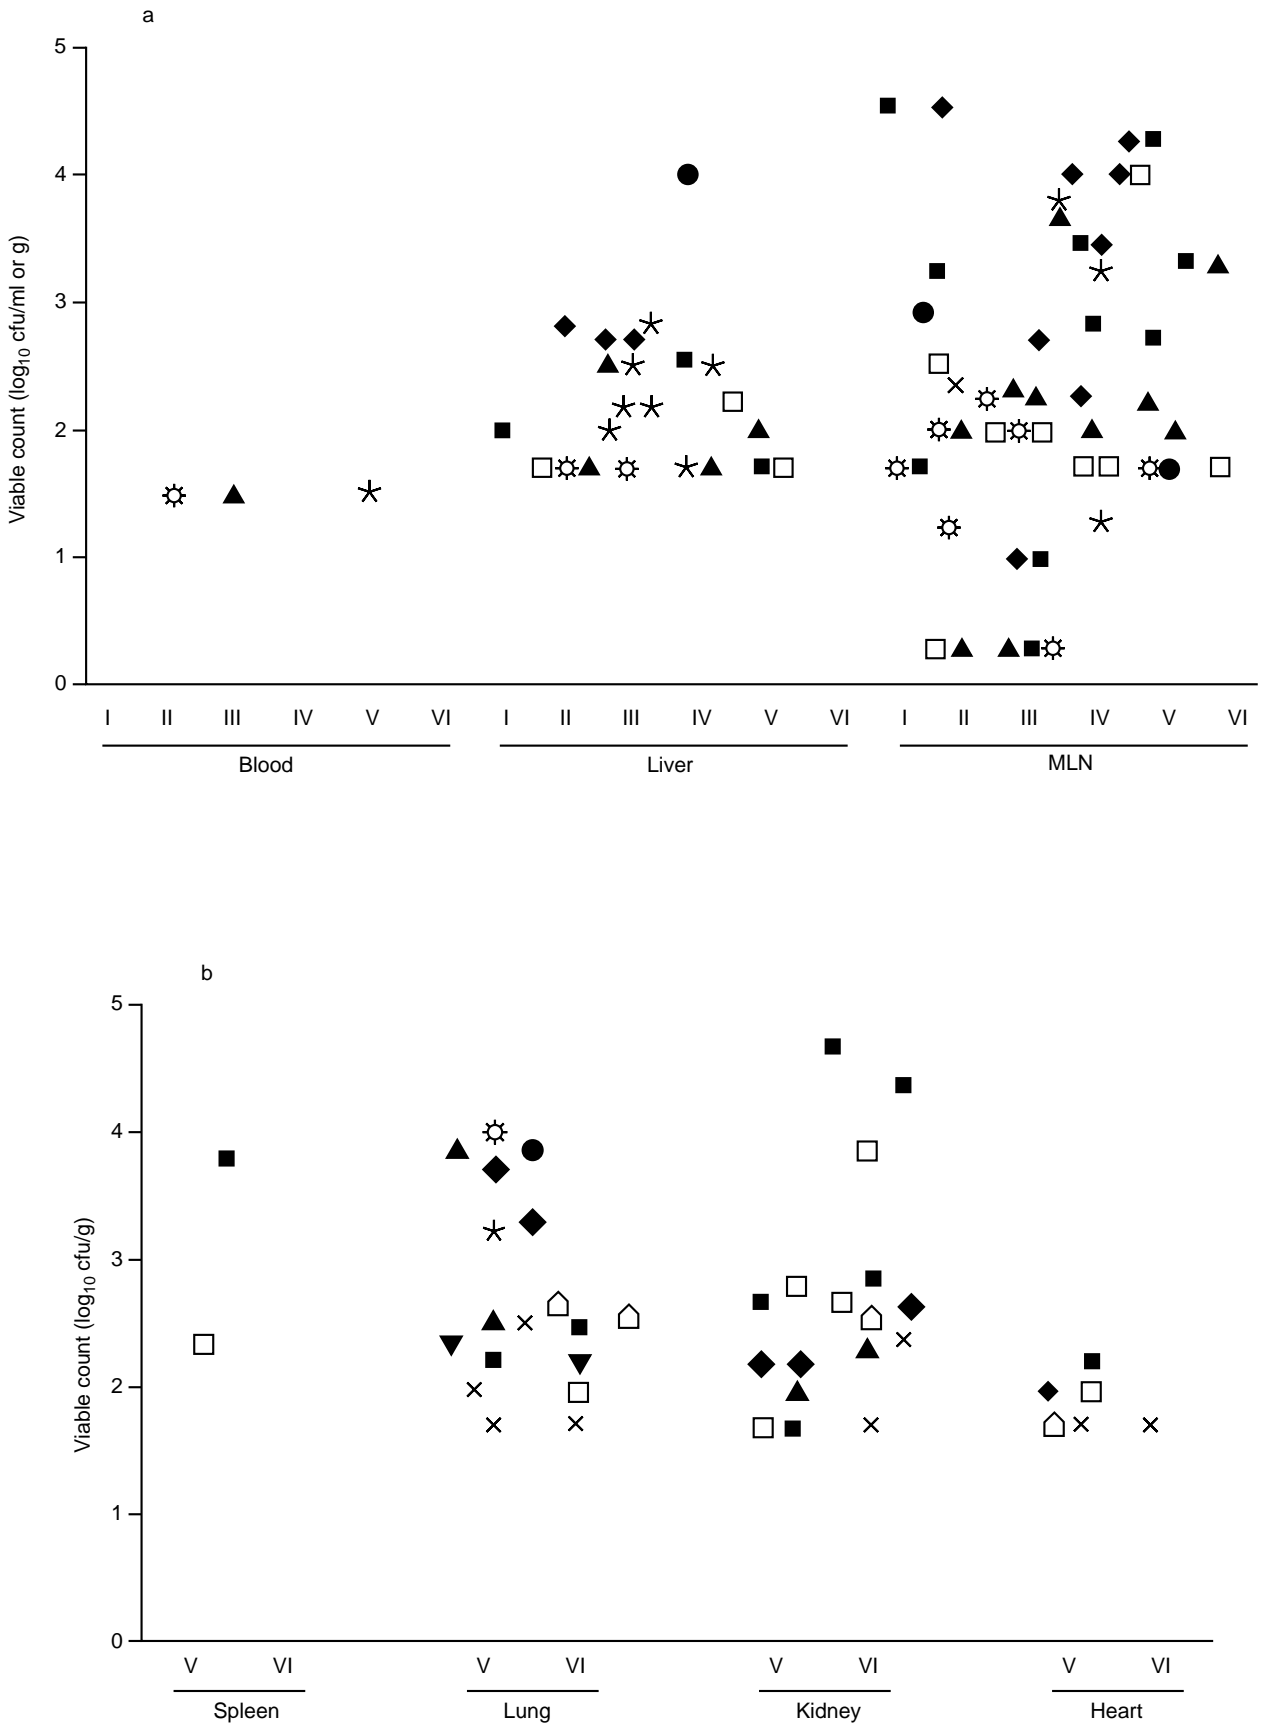 a
5
4
3
2
1
0
Viable count (log10 cfu/ml or g)
I II III IV V VI I II III IV V VI I II III IV V VI
Blood Liver MLN
b
5
4
3
2
1
0
Viable count (log10 cfu/g)
V VI V VI V VI V VI
Spleen Lung Kidney Heart